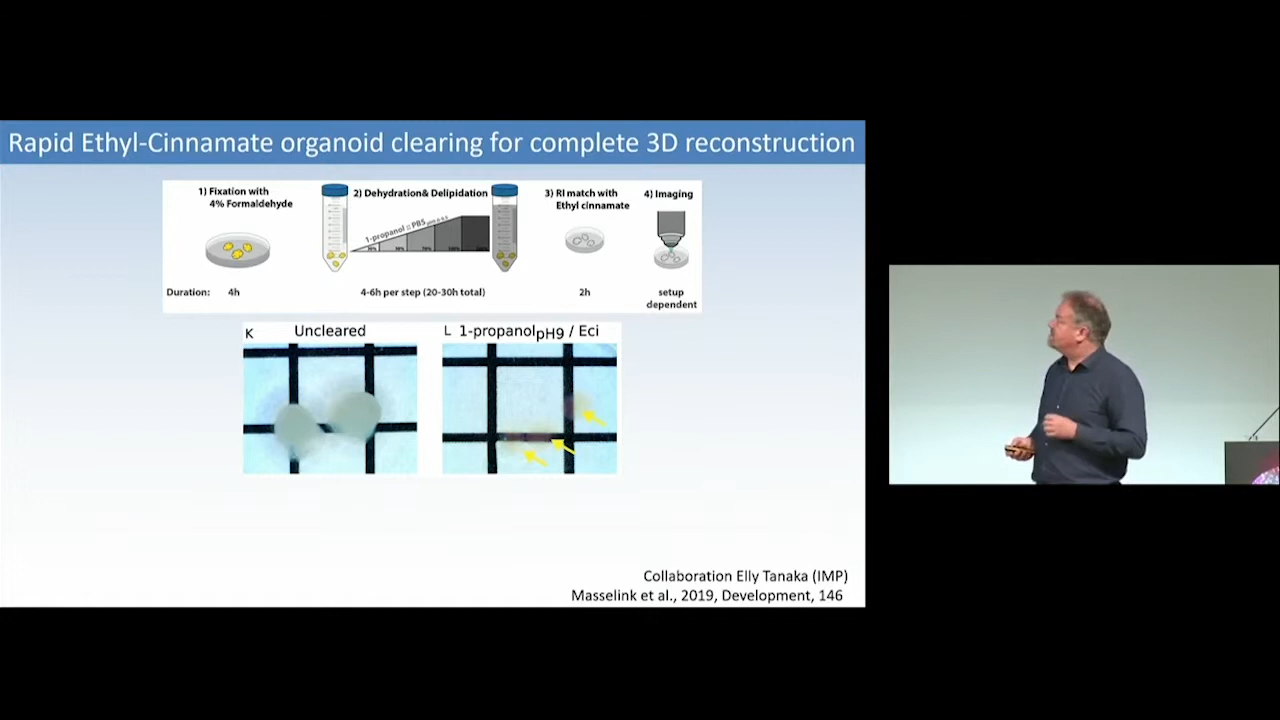 Rapid Ethyl-Cinnamate organoid clearing for complete 3D reconstruction
1) Fixation with
4% Formaldehyde
2) Dehydration& Delipidation
3) RI match with
Ethyl cinnamate
4) Imaging
1-propanol : PBS
Duration:
4h
4-6h per step (20-30h total)
2h
setup
dependent
K
Uncleared
L
1-propanolpH9 / Eci
Collaboration Elly Tanaka (IMP)
Masselink et al., 2019, Development, 146